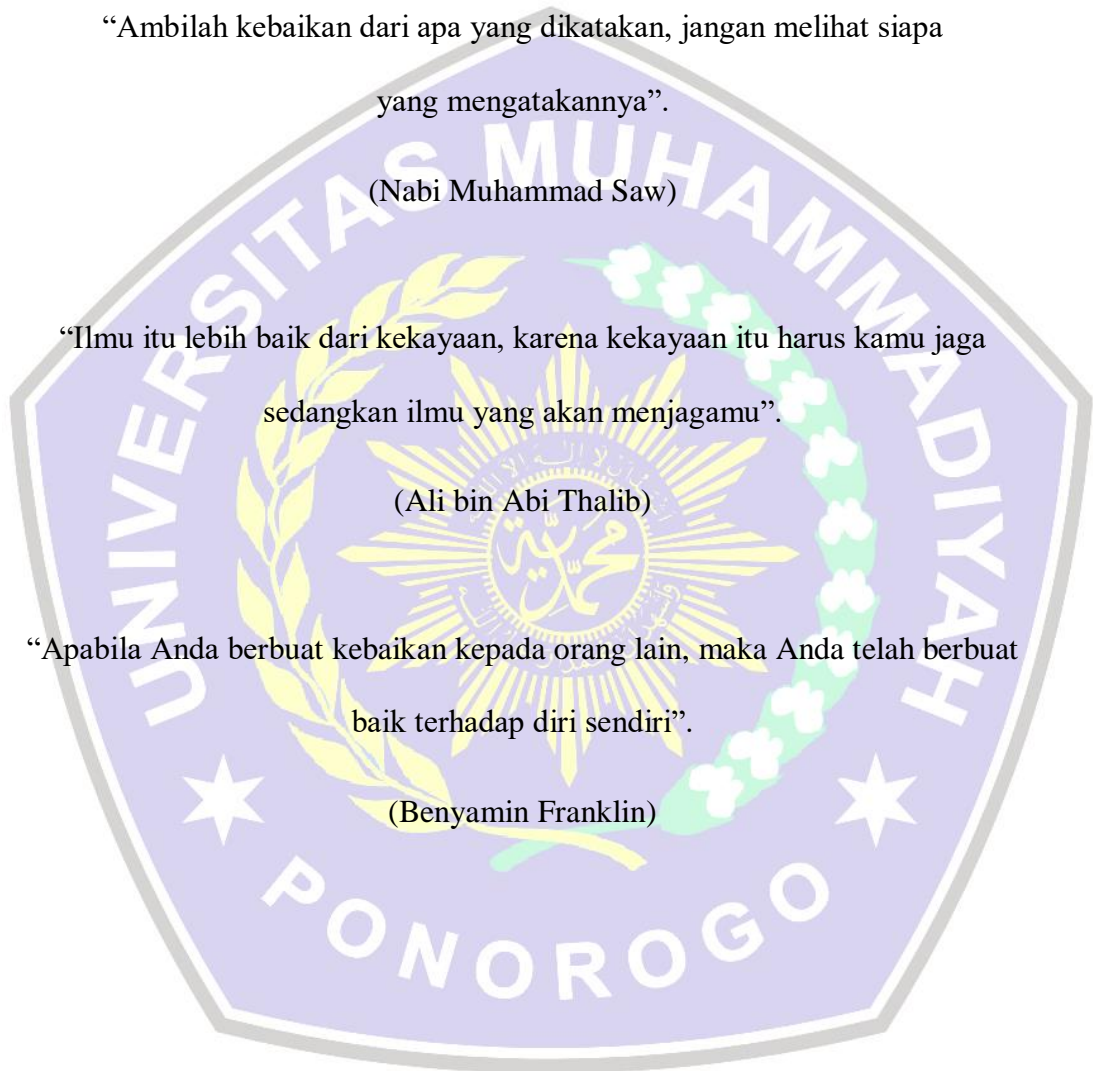 “Ambilah kebaikan dari apa yang dikatakan, jangan melihat siapa
yang mengatakannya”.
(Nabi Muhammad Saw)
“Ilmu itu lebih baik dari kekayaan, karena kekayaan itu harus kamu jaga
sedangkan ilmu yang akan menjagamu”.
(Ali bin Abi Thalib)
“Apabila Anda berbuat kebaikan kepada orang lain, maka Anda telah berbuat
baik terhadap diri sendiri”.
(Benyamin Franklin)
UNIVERSITAS MUHAMMADIYAH
PONOROGO